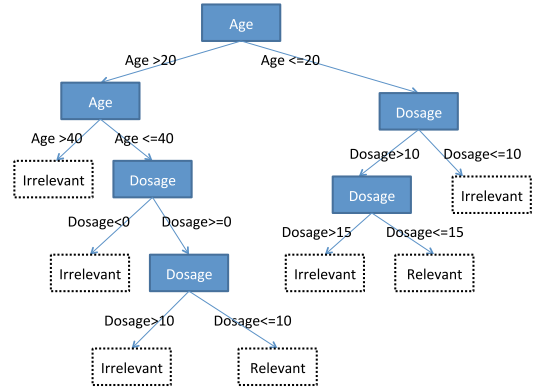 Age
Age >20
Age <=20
Age
Dosage
Age >40
Age <=40
Dosage>10
Dosage<=10
Irrelevant
Dosage
Dosage
Irrelevant
Dosage<0
Dosage>=0
Dosage>15
Dosage<=15
Irrelevant
Dosage
Irrelevant
Relevant
Dosage>10
Dosage<=10
Irrelevant
Relevant